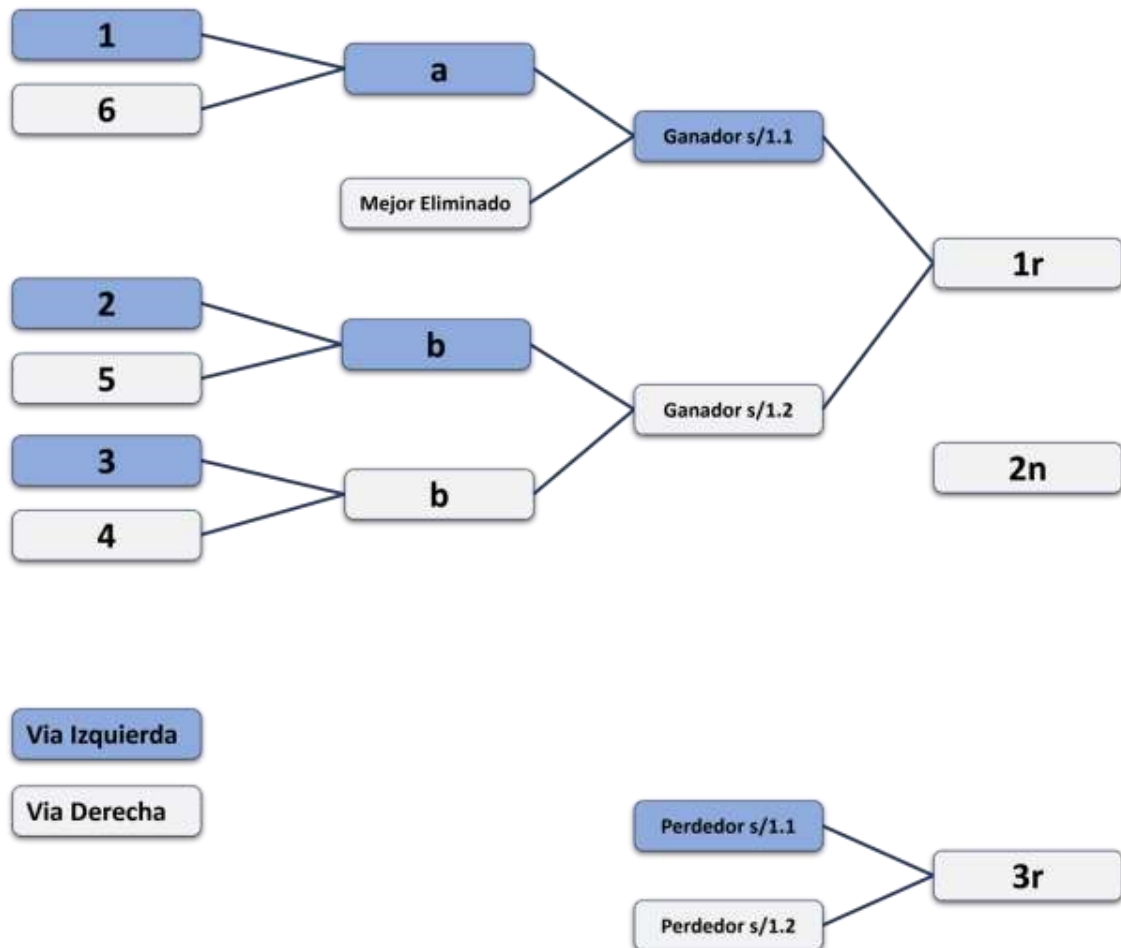 1
a
6
Ganador s/1.1
Mejor Eliminado
1r
2
b
5
Ganador s/1.2
3
2n
b
4
Via Izquierda
Via Derecha
Perdedor s/1.1
3r
Perdedor s/1.2